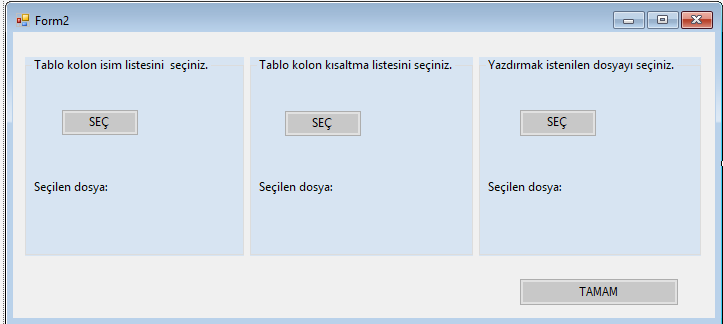 Form2
Tablo kolon isim listesini  seçiniz.
Tablo kolon kısaltma listesini seçiniz.
Yazdırmak istenilen dosyayı seçiniz.
SEÇ
SEÇ
SEÇ
Seçilen dosya:
Seçilen dosya:
Seçilen dosya:
TAMAM